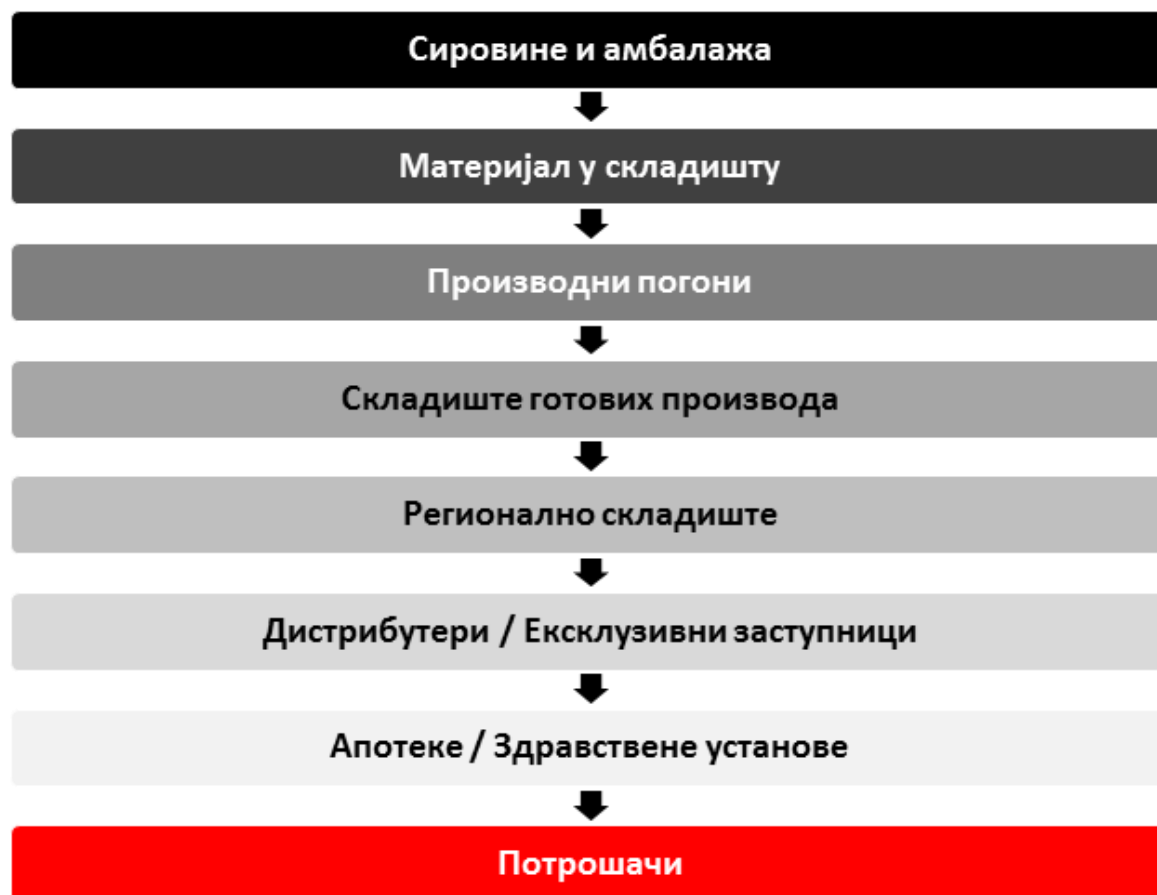 Сировине и амбалажа
Материјал у складишту
Производни погони
Складиште готових производа
Регионално складиште
Дистрибутери / Ексклузивни заступници
Апотеке / Здравствене установе
Потрошачи